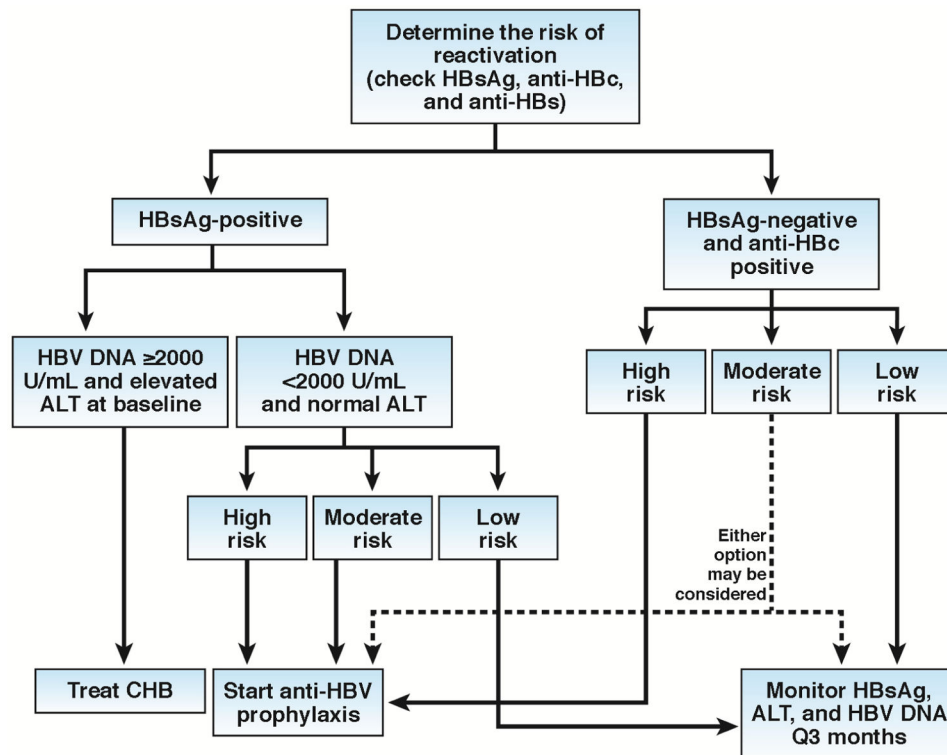 Determine the risk of
reactivation
(check HBsAg, anti-HBc,
and anti-HBs)
HBsAg-positive
HBsAg-negative
and anti-HBc
positive
HBV DNA ≥2000
U/mL and elevated
ALT at baseline
HBV DNA
<2000 U/mL
and normal ALT
High
risk
Moderate
risk
Low
risk
High
risk
Moderate
risk
Low
risk
Either
option
may be
considered
Treat CHB
Start anti-HBV
prophylaxis
Monitor HBsAg,
ALT, and HBV DNA
Q3 months